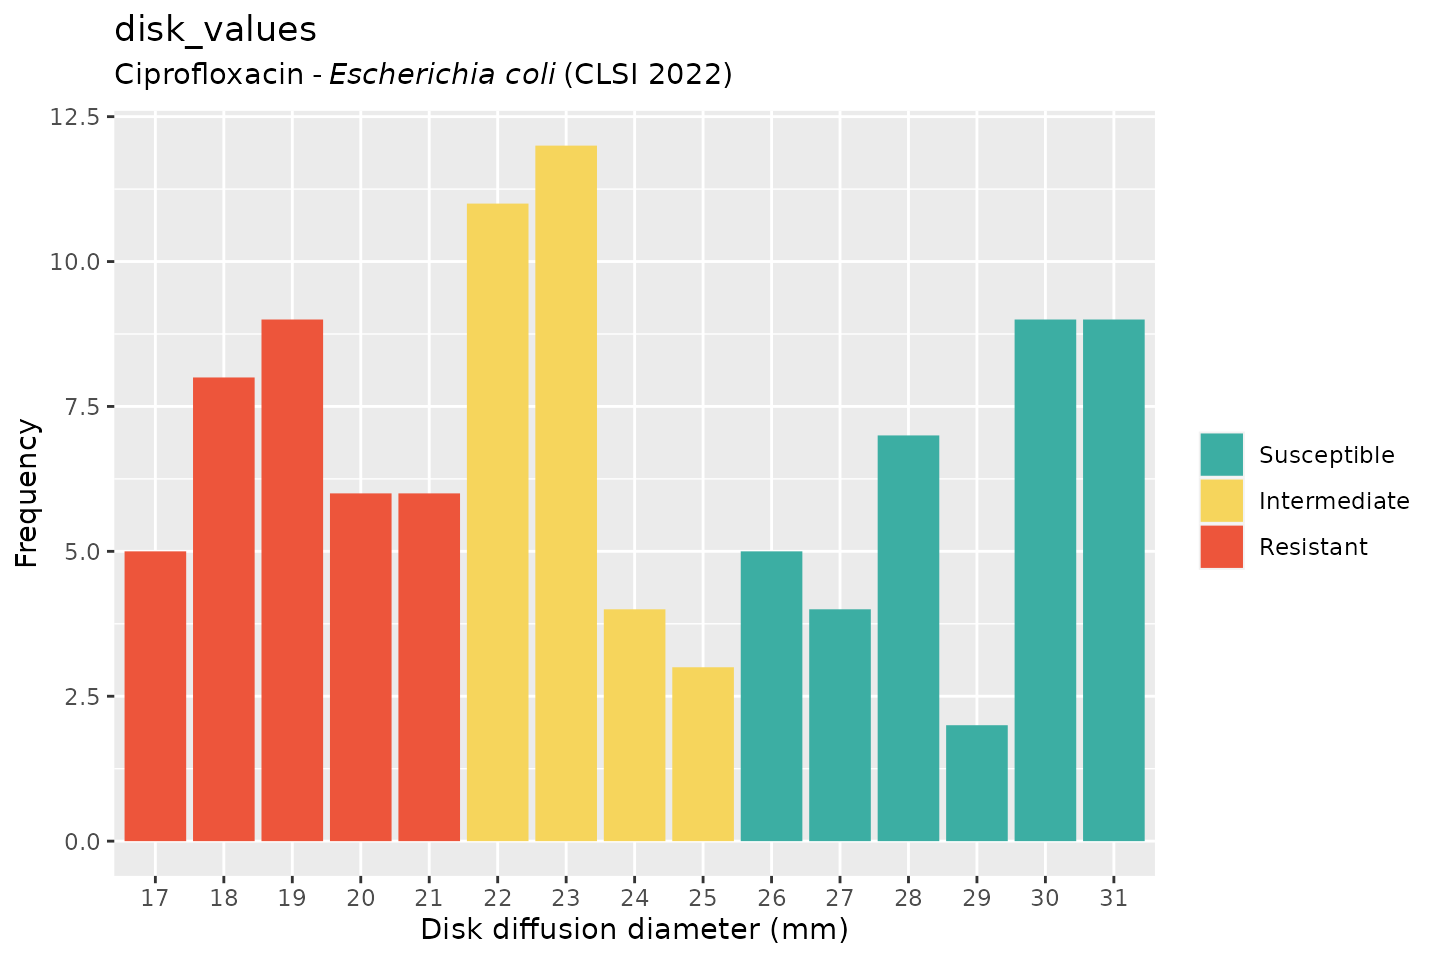 disk_values
Ciprofloxacin - Escherichia coli (CLSI 2022)
Frequency
12.5
10.0
7.5
5.0
2.5
0.0
17 18 19 20 21 22 23 24 25 26 27 28 29 30 31
Disk diffusion diameter (mm)
Susceptible
Intermediate
Resistant